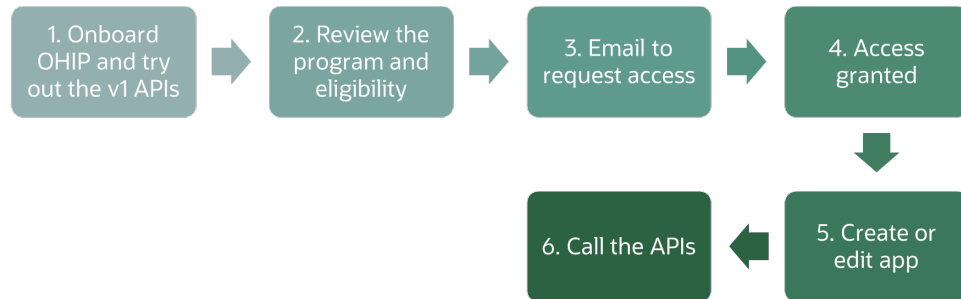 1. Onboard
OHIP and try
out the v1 APIs
2. Review the
program and
eligibility
3. Email to
request access
4. Access
granted
5. Create or
edit app
6. Call the APIs